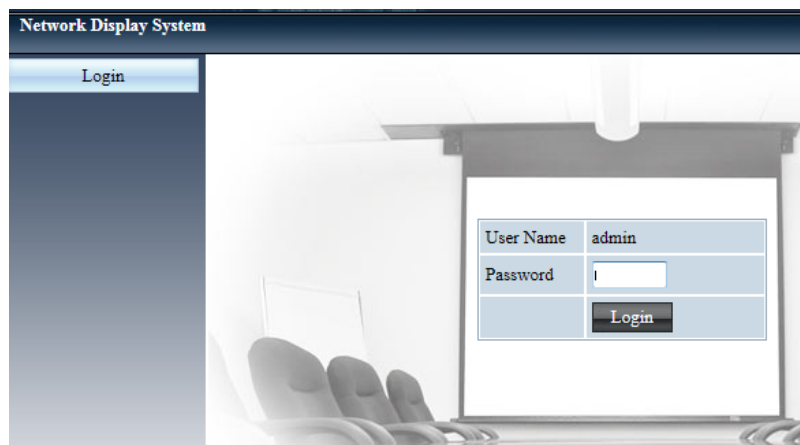 Network Display System
Login
User Name admin
Password
Login